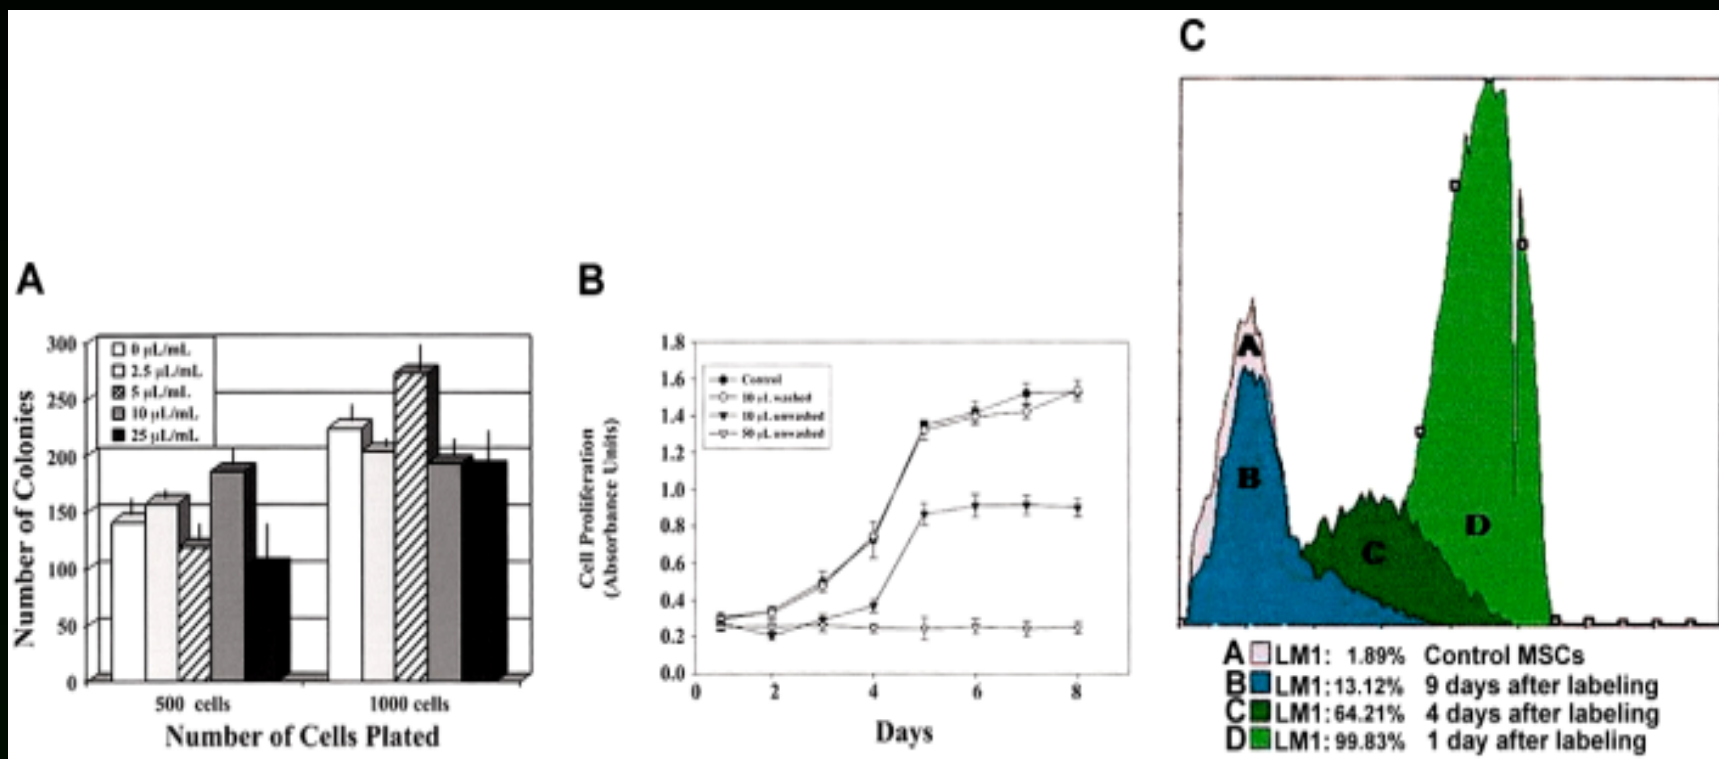 A
300
250
200
150
100
50
0
0 µL/mL
2.5 µL/mL
5 µL/mL
10 µL/mL
25 µL/mL
Number of Colonies
500 cells
1000 cells
Number of Cells Plated
B
1.8
1.6
1.4
1.2
1.0
0.8
0.6
0.4
0.2
0.0
Control
10 µL washed
10 µL unwashed
50 µL unwashed
Cell Proliferation
(Absorbance Units)
0 2 4 6 8
Days
C
A
B
C
D
A LM1: 1.89% Control MSCs
B LM1: 13.12% 9 days after labeling
C LM1: 64.21% 4 days after labeling
D LM1: 99.83% 1 day after labeling